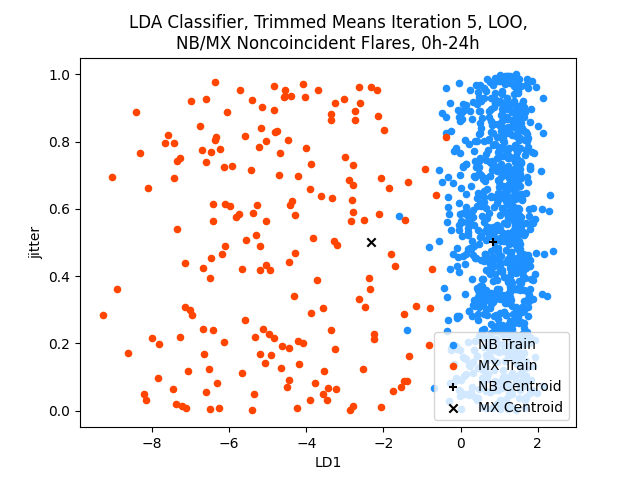 LDA Classifier, Trimmed Means Iteration 5, LOO,
NB/MX Noncoincident Flares, 0h-24h
1.0
0.8
0.6
0.4
0.2
0.0
jitter
NB Train
MX Train
NB Centroid
MX Centroid
−8 −6 −4 −2 0 2
LD1